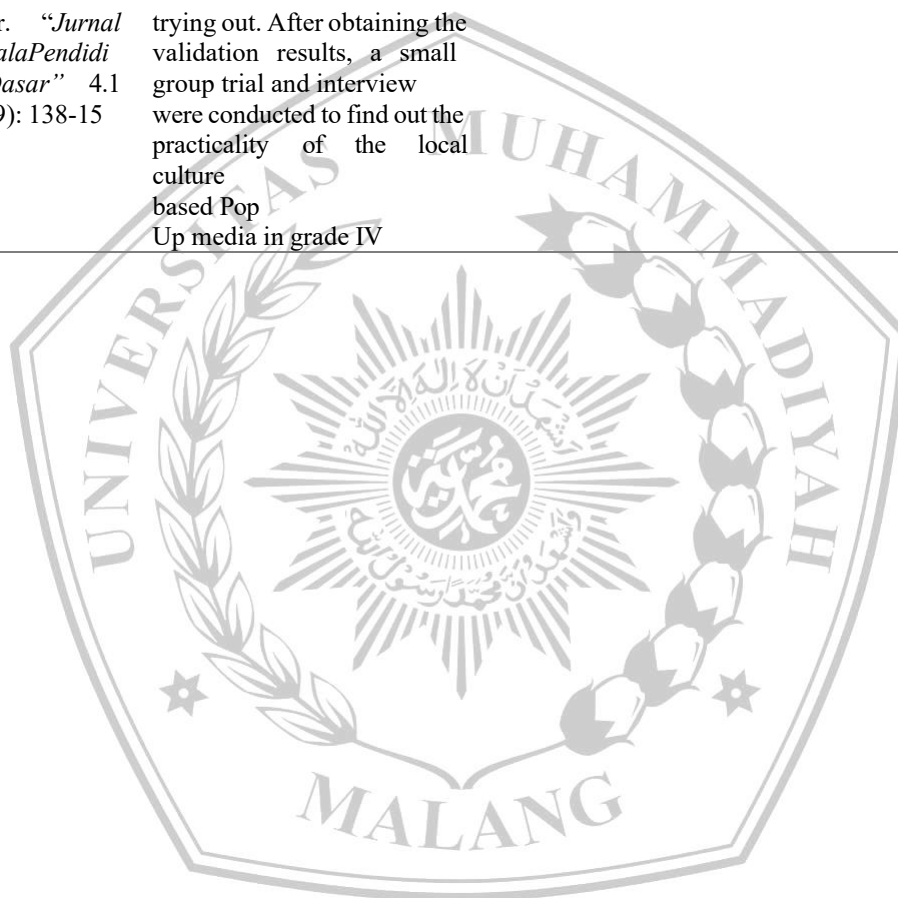 r. “Jurnal
alaPendidi
asar” 4.1
9): 138-15
trying out. After obtaining the
validation results, a small
group trial and interview
were conducted to find out the
practicality of the local
culture
based Pop
Up media in grade IV
UNIVERSITAS MUHAMMADIYAH
MALANG